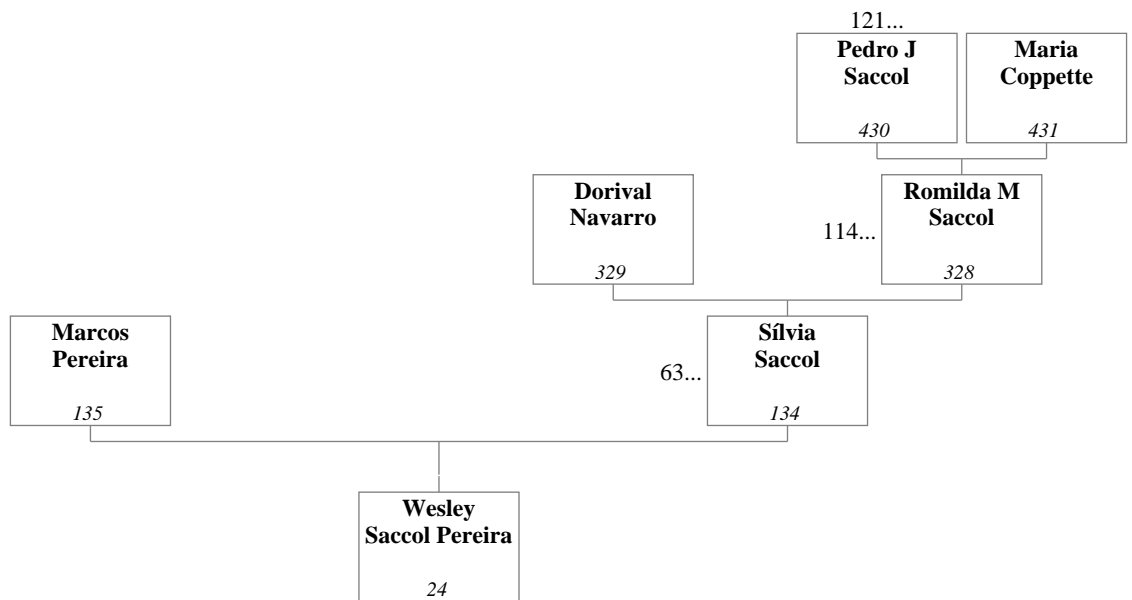 121...
Pedro J
Saccol
430
Maria
Coppette
431
Dorival
Navarro
329
114...
Romilda M
Saccol
328
Marcos
Pereira
135
63...
Sílvia
Saccol
134
Wesley
Saccol Pereira
24